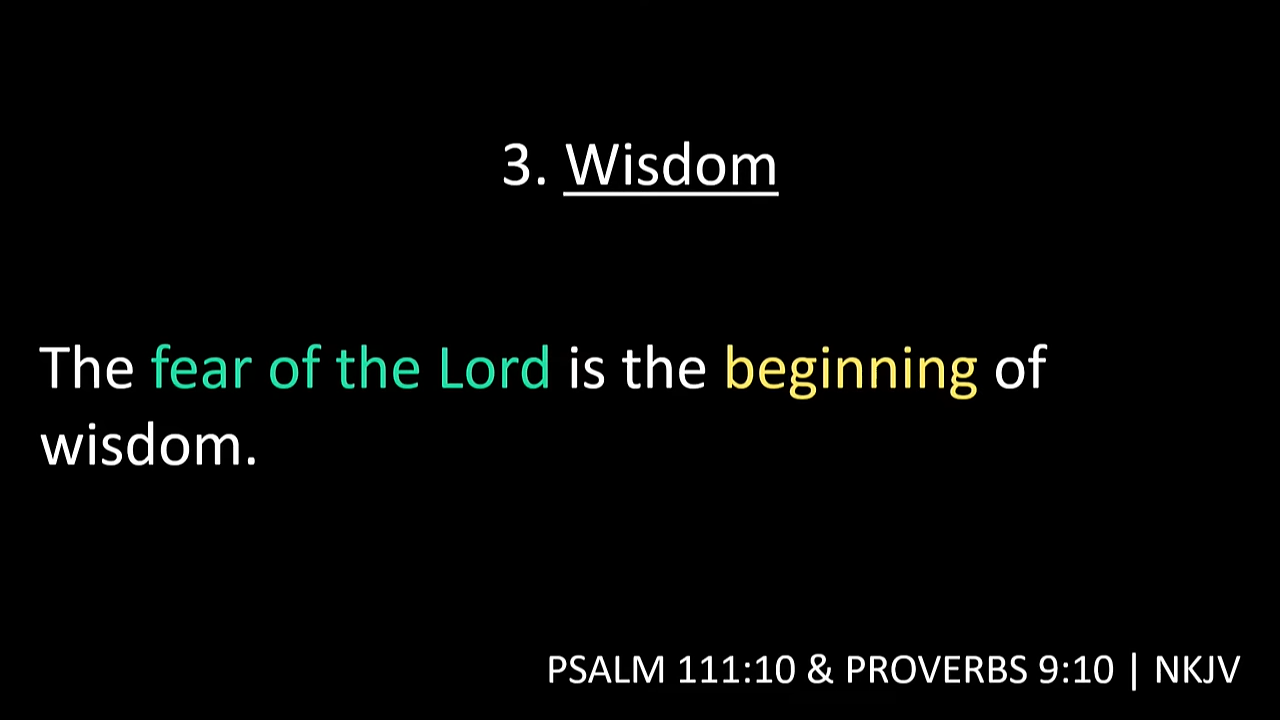 3. Wisdom
The fear of the Lord is the beginning of
wisdom.
PSALM 111:10 & PROVERBS 9:10 | NKJV